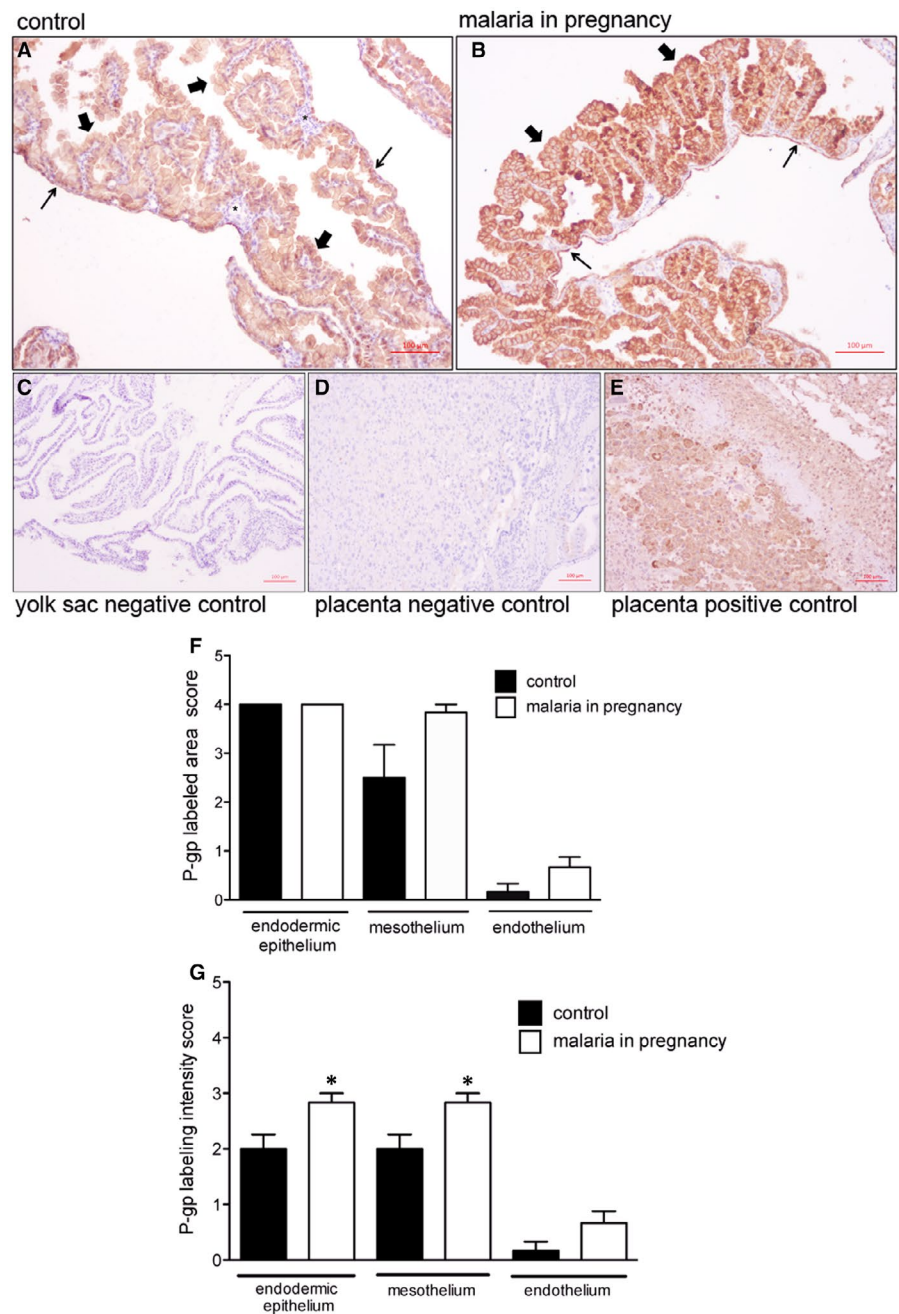 control
malaria in pregnancy
A
*
*
100 µm
B
100 µm
C
100 µm
D
100 µm
E
100 µm
yolk sac negative control
placenta negative control
placenta positive control
F
P-gp labeled area score
5
4
3
2
1
0
control
malaria in pregnancy
endodermic
epithelium
mesothelium
endothelium
G
P-gp labeling intensity score
5
4
3
2
1
0
control
malaria in pregnancy
*
*
endodermic
epithelium
mesothelium
endothelium